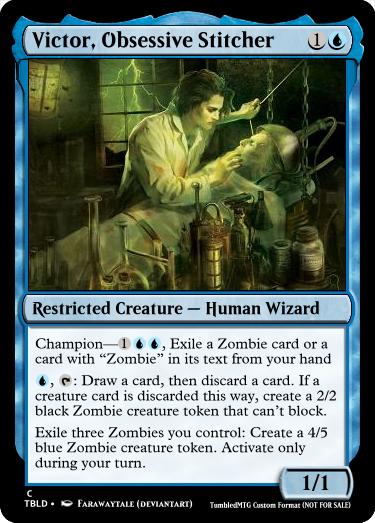 Victor, Obsessive Stitcher 1
Restricted Creature — Human Wizard
Champion—1, Exile a Zombie card or a
card with “Zombie” in its text from your hand
: Draw a card, then discard a card. If a
creature card is discarded this way, create a 2/2
black Zombie creature token that can’t block.
Exile three Zombies you control: Create a 4/5
blue Zombie creature token. Activate only
during your turn.
1/1
C
TBLD • Farawaytale (deviantart)
TumbledMTG Custom Format (NOT FOR SALE)